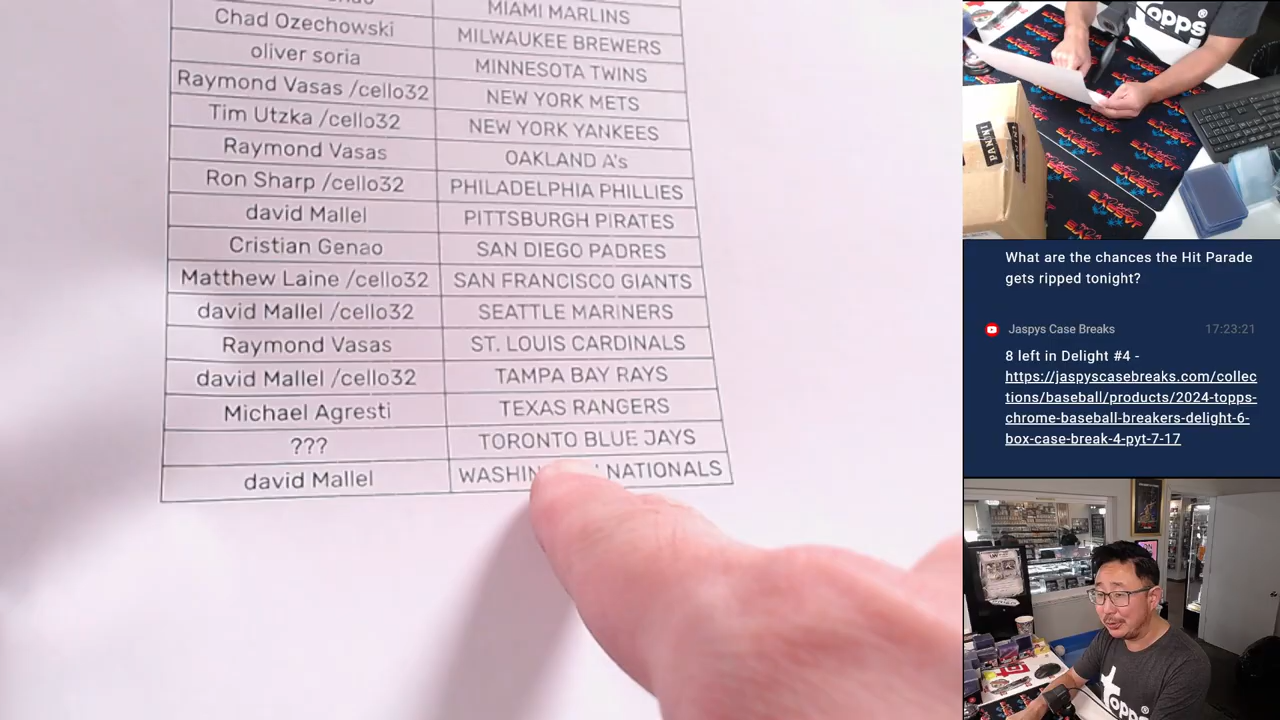 MIAMI MARLINS
Chad Ozechowski MILWAUKEE BREWERS
oliver soria MINNESOTA TWINS
Raymond Vasas /cello32 NEW YORK METS
Tim Utzka /cello32 NEW YORK YANKEES
Raymond Vasas OAKLAND A's
Ron Sharp /cello32 PHILADELPHIA PHILLIES
david Mallel PITTSBURGH PIRATES
Cristian Genao SAN DIEGO PADRES
Matthew Laine /cello32 SAN FRANCISCO GIANTS
david Mallel /cello32 SEATTLE MARINERS
Raymond Vasas ST. LOUIS CARDINALS
david Mallel /cello32 TAMPA BAY RAYS
Michael Agresti TEXAS RANGERS
??? TORONTO BLUE JAYS
david Mallel NATIONALS
topps
PANINI
What are the chances the Hit Parade
gets ripped tonight?
Jaspys Case Breaks 17:23:21
8 left in Delight #4 -
https://jaspyscasebreaks.com/collec
tions/baseball/products/2024-topps-
chrome-baseball-breakers-delight-6-
box-case-break-4-pyt-7-17
topps